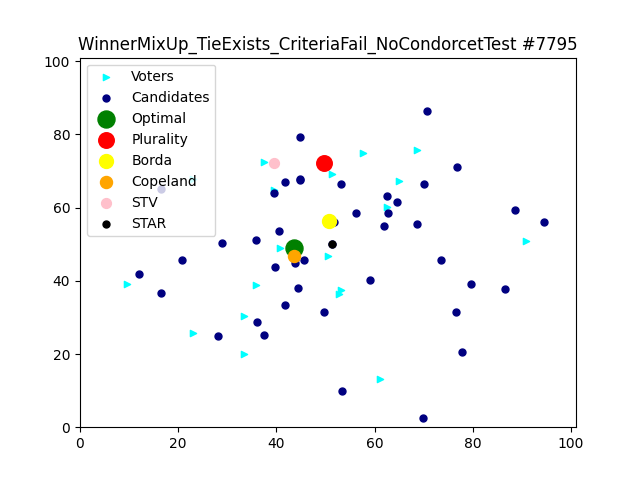 WinnerMixUp_TieExists_CriteriaFail_NoCondorcetTest #7795
100
80
60
40
20
0
Voters
Candidates
Optimal
Plurality
Borda
Copeland
STV
STAR
0 20 40 60 80 100